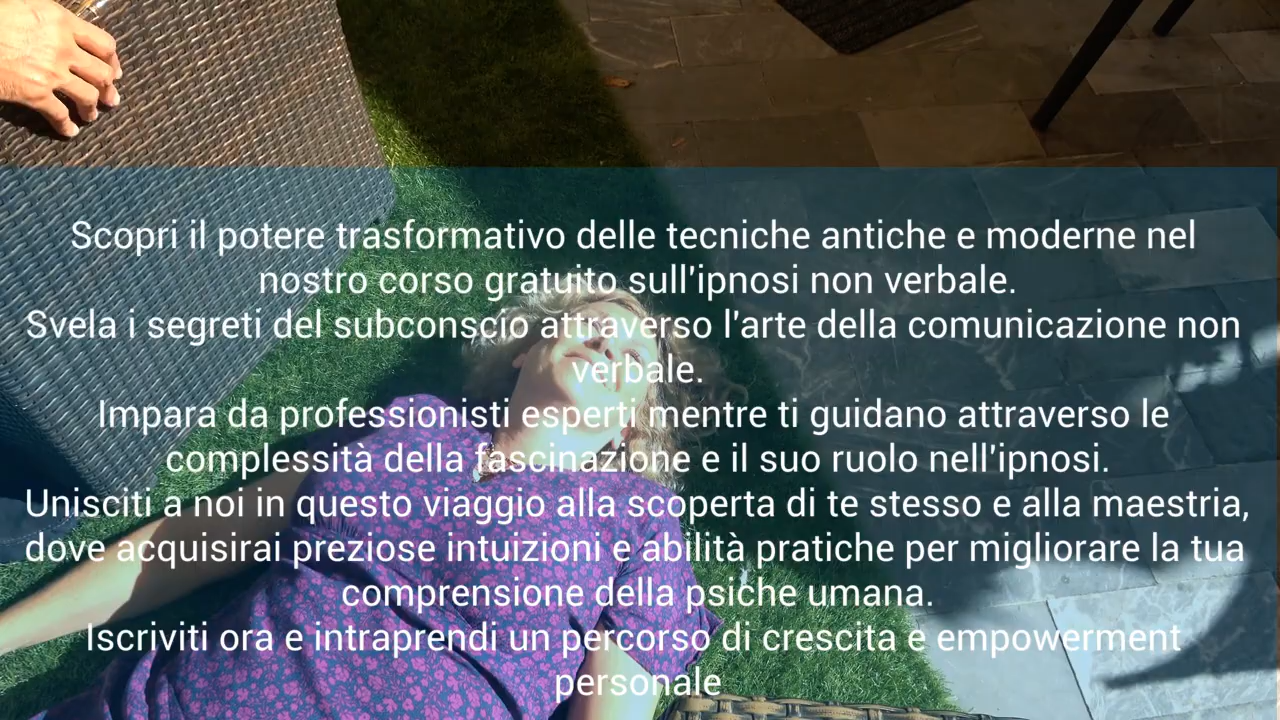 Scopri il potere trasformativo delle tecniche antiche e moderne nel
nostro corso gratuito sull'ipnosi non verbale.
Svela i segreti del subconscio attraverso l'arte della comunicazione non
verbale.
Impara da professionisti esperti mentre ti guidano attraverso le
complessità della fascinazione e il suo ruolo nell'ipnosi.
Unisciti a noi in questo viaggio alla scoperta di te stesso e alla maestria,
dove acquisirai preziose intuizioni e abilità pratiche per migliorare la tua
comprensione della psiche umana.
Iscriviti ora e intraprendi un percorso di crescita e empowerment
personale